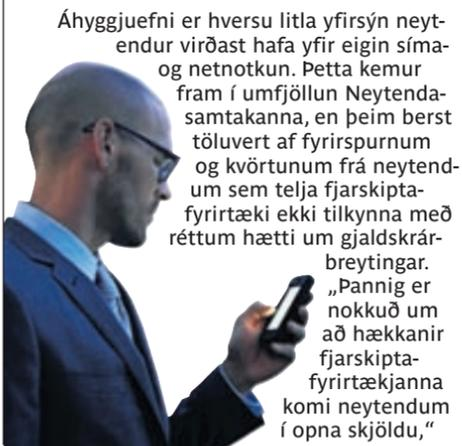 Áhyggjuefni er hversu litla yfirsýn neyt-
endur virðast hafa yfir eigin síma-
og netnotkun. Þetta kemur
fram í umfjöllun Neytenda-
samtakanna, en þeim berst
töluvert af fyrirspurnum
og kvörtunum frá neytend-
um sem telja fjarskipta-
fyrirtæki ekki tilkynna með
réttum hætti um gjaldskrár-
breytingar.
„Þannig er
nokkuð um
að hækkanir
fjarskipta-
fyrirtækjanna
komi neytendum
í opna skjöldu,“